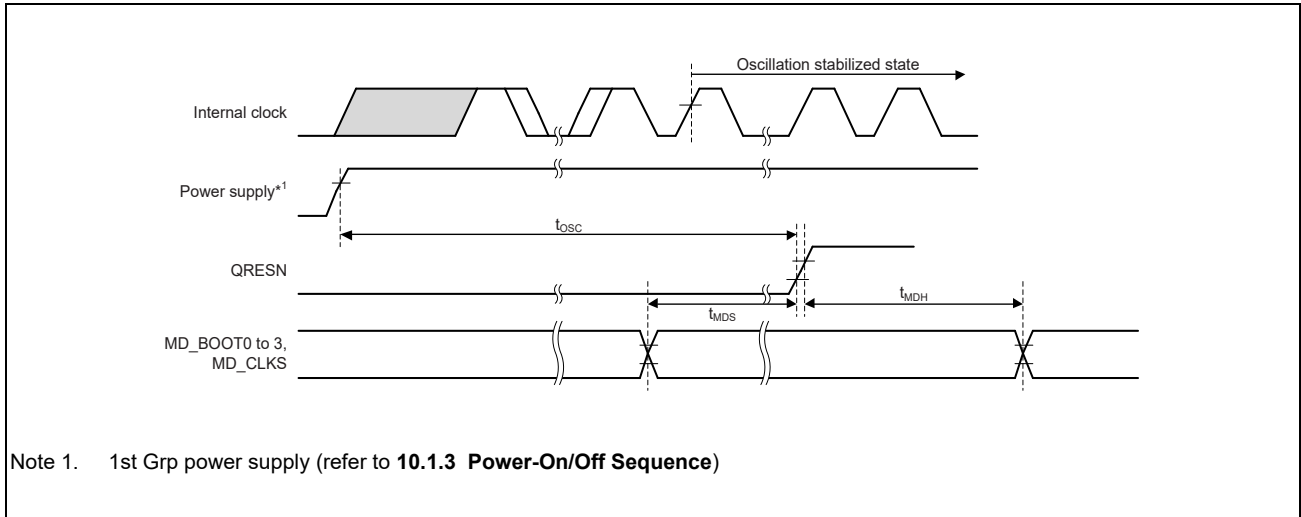 Oscillation stabilized state
Internal clock
Power supply*1
tOSC
QRESN
tMDS
tMDH
MD_BOOT0 to 3,
MD_CLKS
Note 1. 1st Grp power supply (refer to 10.1.3 Power-On/Off Sequence)